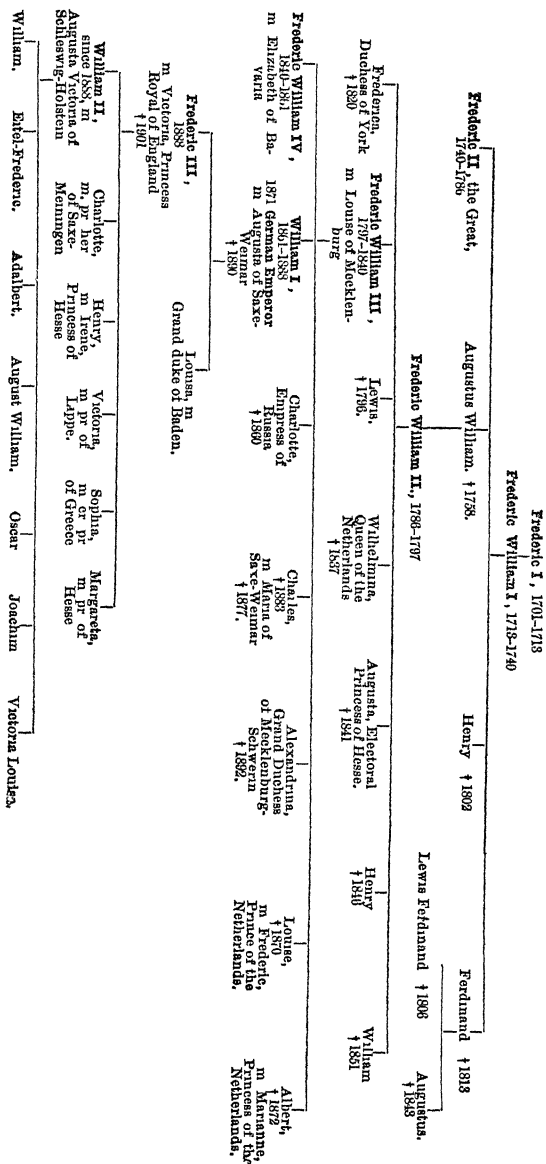 Frederic I, 1701–1713
Frederic William I, 1713–1740
Frederic II, the Great,
1740–1786
Augustus William. † 1758.
Henry † 1802
Ferdinand † 1813
Frederic William II., 1786–1797
Lewis Ferdinand † 1806
Augustus.
† 1843
Frederica,
Duchess of York
† 1820
Frederic William III,
1797–1840
m Louise of Mecklen-
burg
Lewis,
† 1796.
Wilhelmina,
Queen of the
Netherlands
† 1837
Augusta, Electoral
Princess of Hesse.
† 1841
Henry
† 1846
William
† 1851
Frederic William IV,
1840–1861
m Elizabeth of Ba-
varia
William I,
1861–1888
1871 German Emperor
m Augusta of Saxe-
Weimar
† 1890
Charlotte,
Empress of
Russia
† 1860
Charles,
† 1883
m Maria of
Saxe-Weimar
† 1877.
Alexandrina,
Grand Duchess
of Mecklenburg-
Schwerin
† 1892.
Louise,
† 1870
m Frederic,
Prince of the
Netherlands.
Albert,
† 1872
m Marianne,
Princess of the
Netherlands.
Frederic III,
1888
m Victoria, Princess
Royal of England
† 1901
Louisa, m
Grand duke of Baden.
William II
since 1888, m
Augusta Victoria of
Schleswig-Holstein
Charlotte,
m. pr her
of Saxe-
Meiningen
Henry,
m Irene,
Princess of
Hesse
Victoria,
m pr of
Lippe.
Sophia,
m cr pr
of Greece
Margareta,
m pr of
Hesse
William.
Eitel-Frederic.
Adalbert.
August William.
Oscar
Joachim
Victoria Louisa.